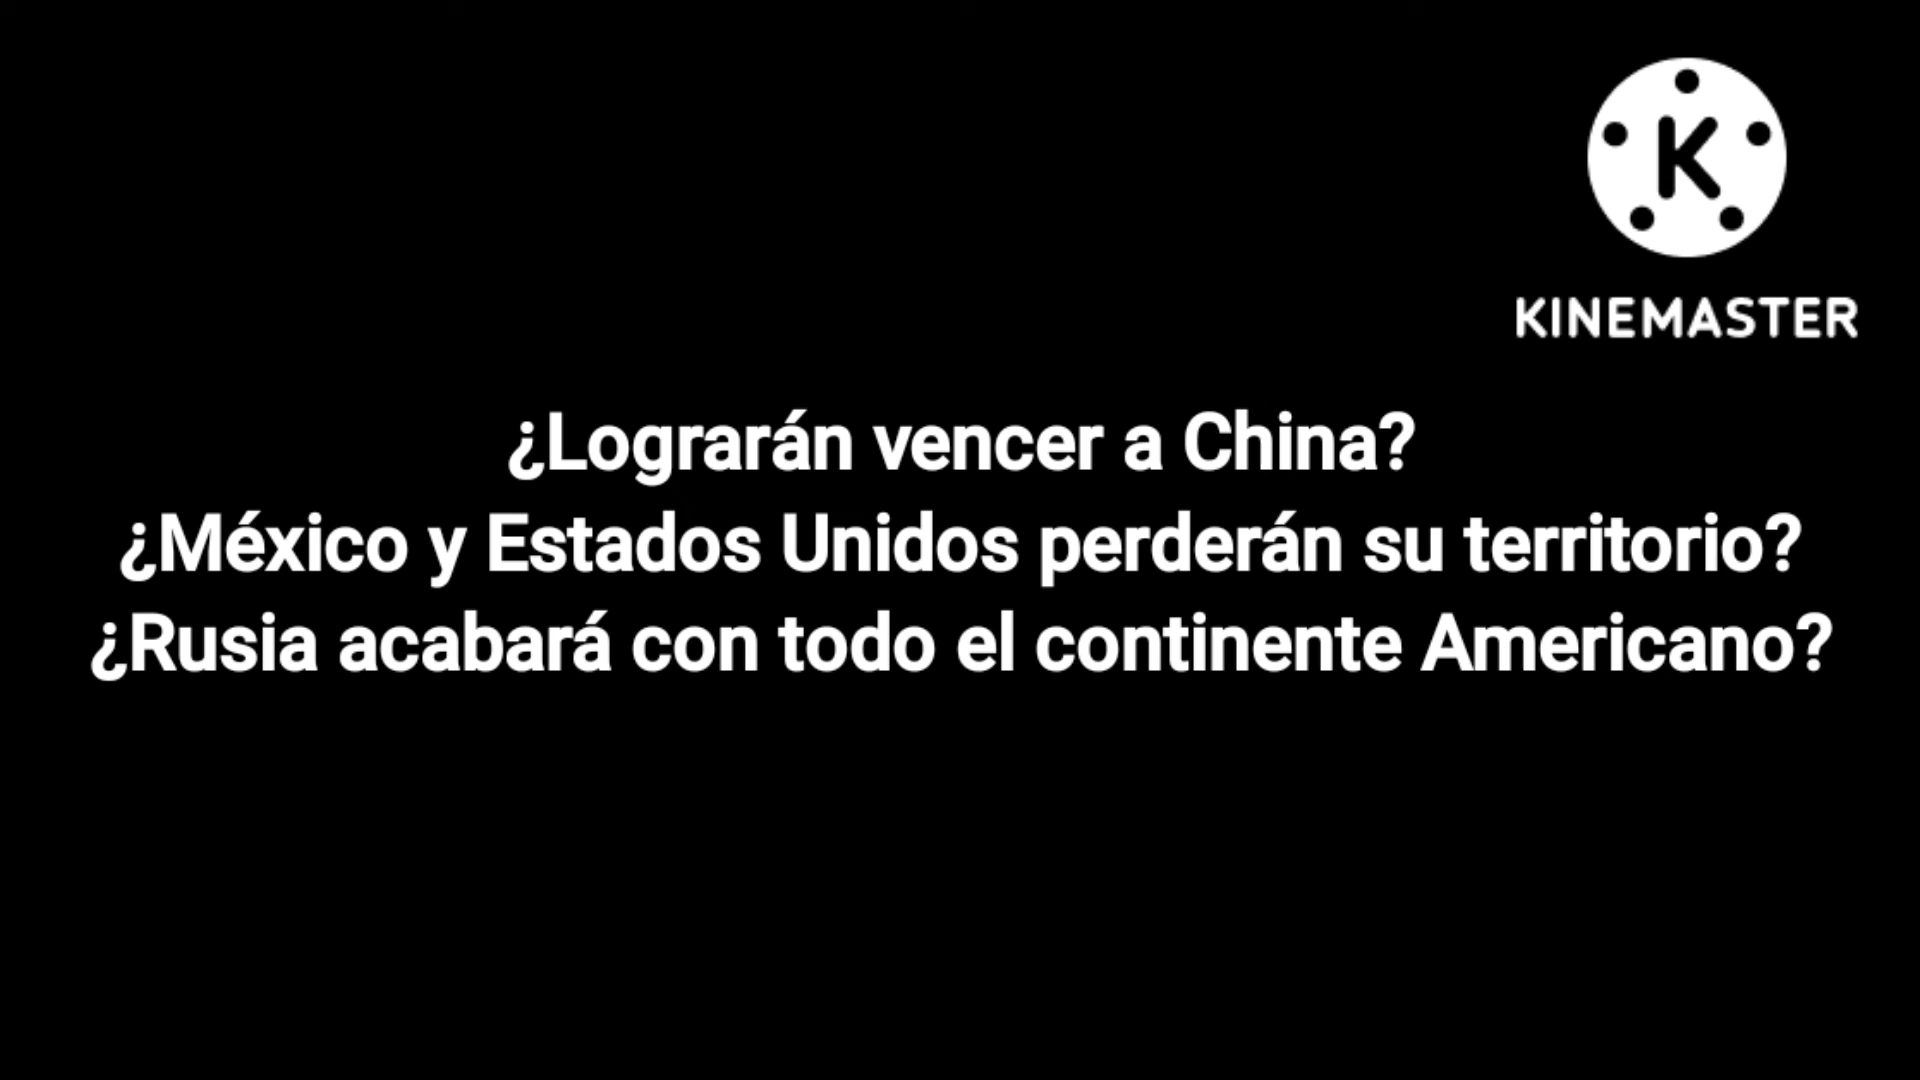 K
KINEMASTER
¿Lograrán vencer a China?
¿México y Estados Unidos perderán su territorio?
¿Rusia acabará con todo el continente Americano?